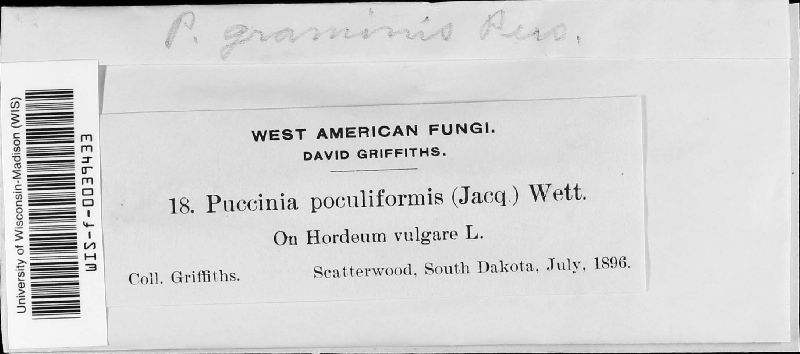 P. graminis Pers.
WEST AMERICAN FUNGI.
DAVID GRIFFITHS.
18. Puccinia poculiformis (Jacq.) Wett.
On Hordeum vulgare L.
Coll. Griffiths. Scatterwood, South Dakota, July, 1896.
University of Wisconsin-Madison (WIS)
WIS-f-0039433